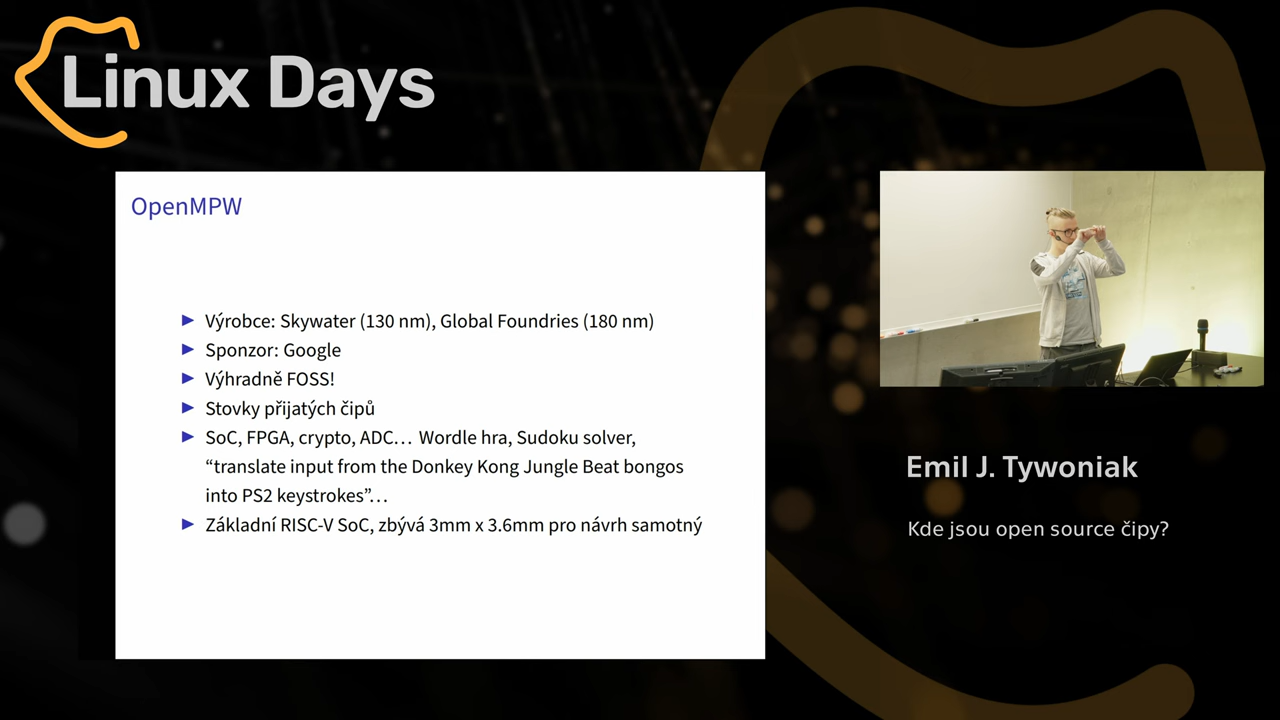 Linux Days
OpenMPW
Výrobce: Skywater (130 nm), Global Foundries (180 nm)
Sponzor: Google
Výhradně FOSS!
Stovky přijatých čipů
SoC, FPGA, crypto, ADC… Wordle hra, Sudoku solver,
“translate input from the Donkey Kong Jungle Beat bongos
into PS2 keystrokes”…
Základní RISC-V SoC, zbývá 3mm x 3.6mm pro návrh samotný
Emil J. Tywoniak
Kde jsou open source čipy?